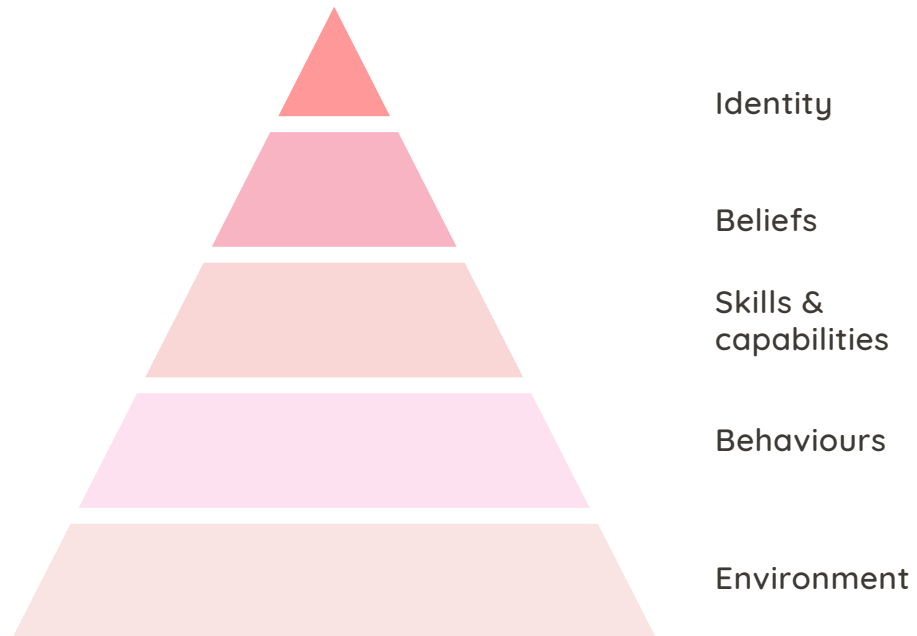 Identity
Beliefs
Skills &
capabilities
Behaviours
Environment